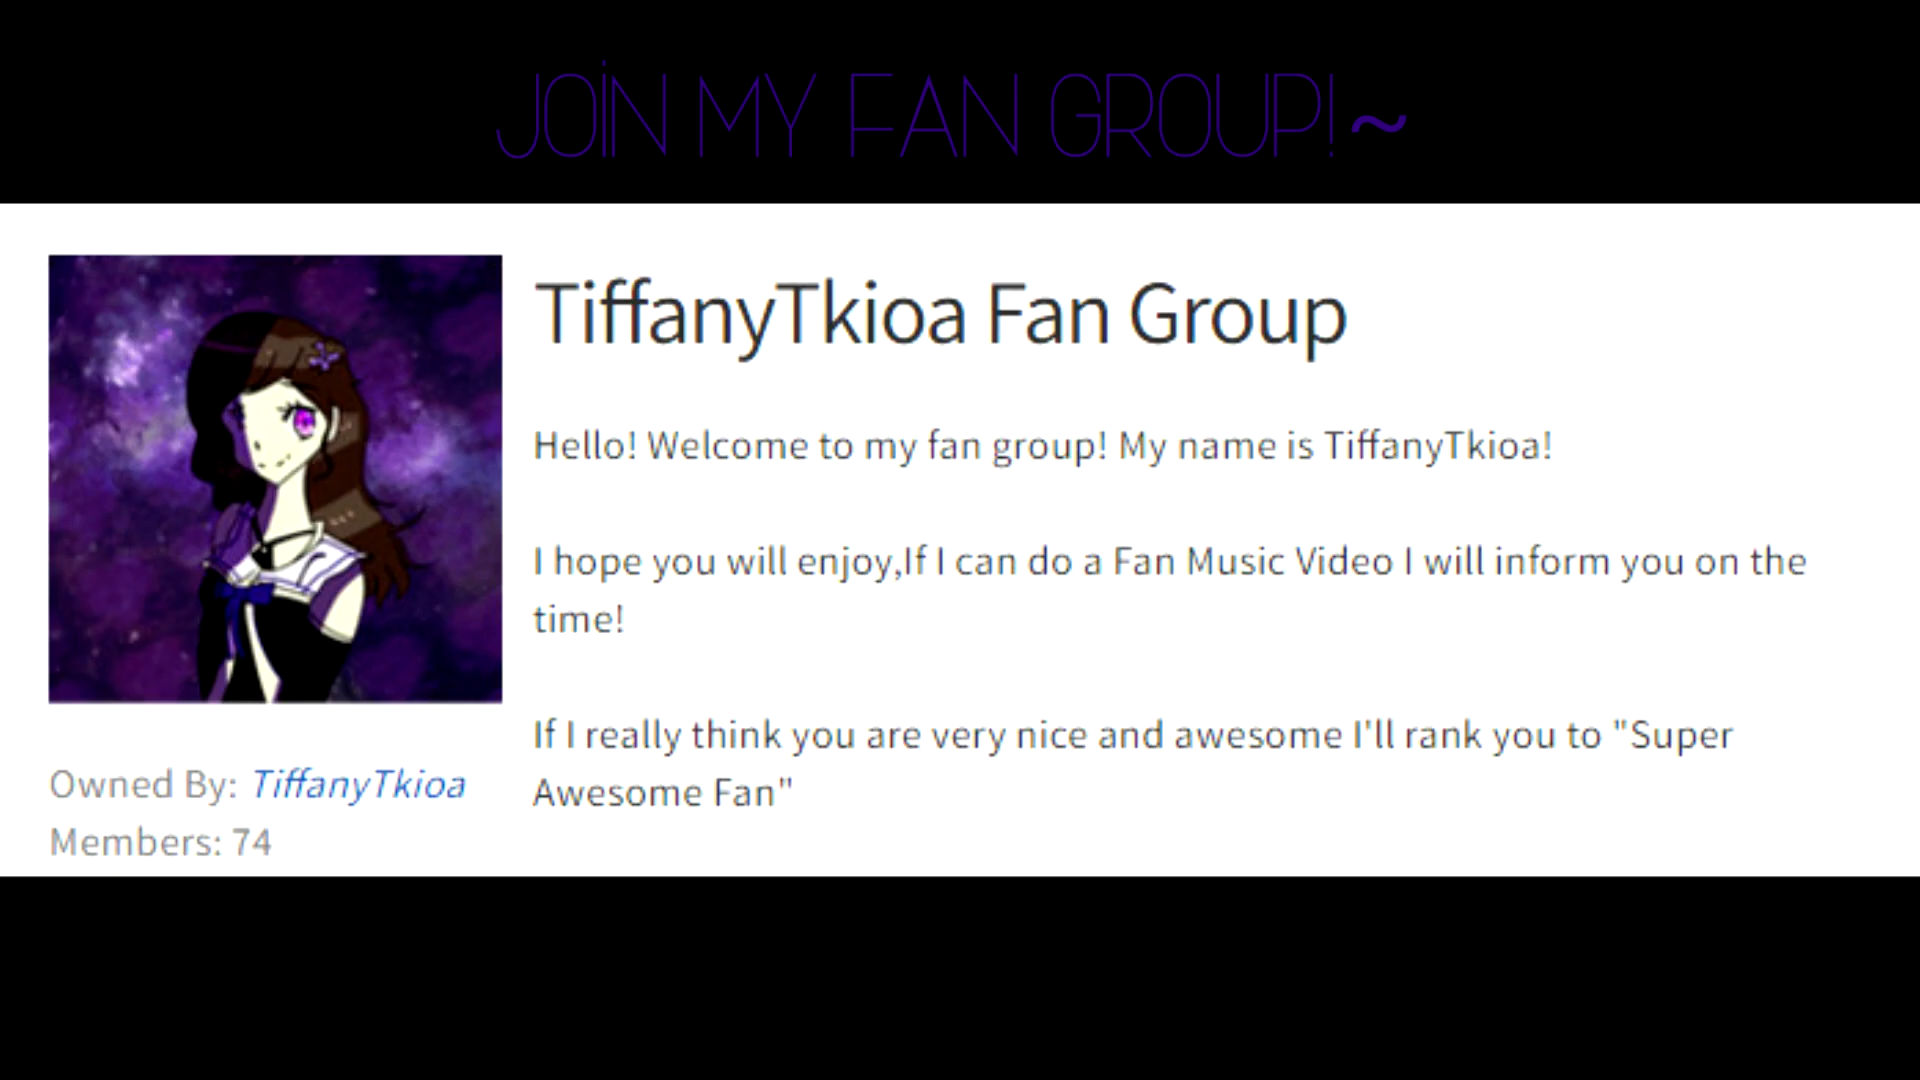 JOiN MY FAN GROUP!~
TiffanyTkioa Fan Group
Hello! Welcome to my fan group! My name is TiffanyTkioa!
I hope you will enjoy,If I can do a Fan Music Video I will inform you on the
time!
If I really think you are very nice and awesome I'll rank you to "Super
Awesome Fan"
Owned By: TiffanyTkioa
Members: 74